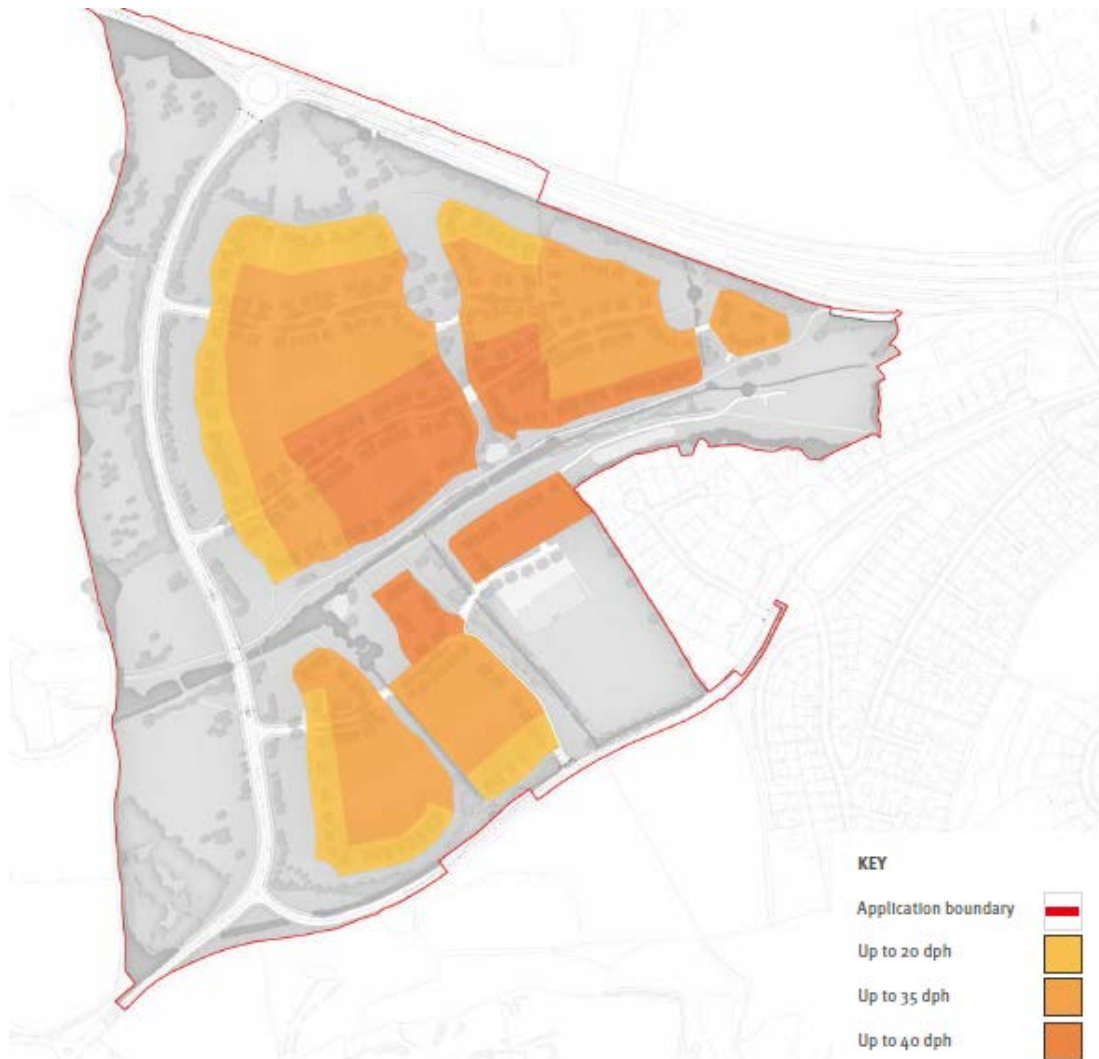 KEY
Application boundary
Up to 20 dph
Up to 35 dph
Up to 40 dph